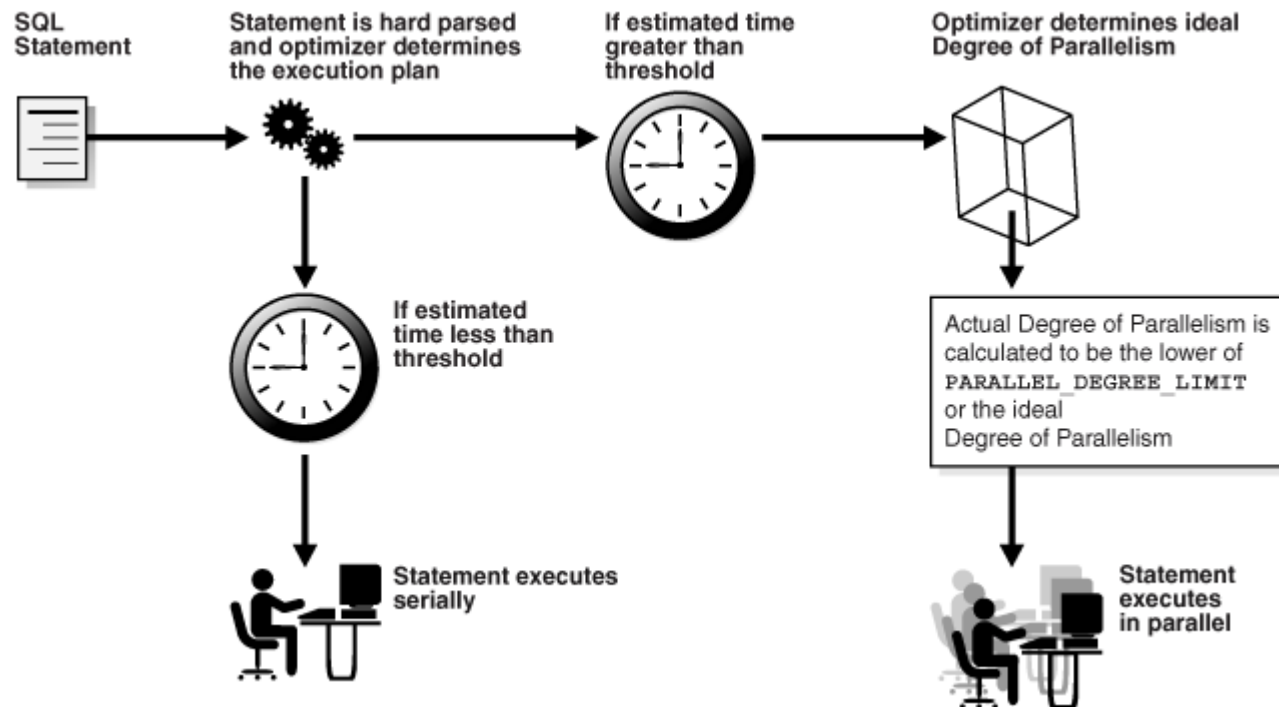 SQL
Statement
Statement is hard parsed
and optimizer determines
the execution plan
If estimated time
greater than
threshold
Optimizer determines ideal
Degree of Parallelism
If estimated
time less than
threshold
Actual Degree of Parallelism is
calculated to be the lower of
PARALLEL_DEGREE_LIMIT
or the ideal
Degree of Parallelism
Statement executes
serially
Statement
executes
in parallel